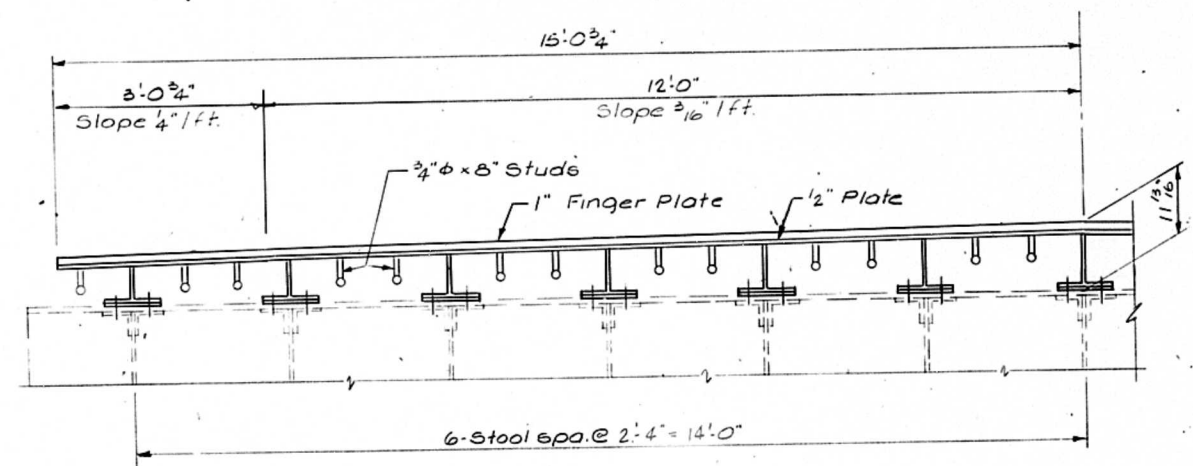 15'-0¾"
3'-0¾"
12'-0"
Slope ¼"/ft.
Slope 3/16"/ft.
¾"ϕ x 8" Studs
1" Finger Plate
½" Plate
11 13/16"
6-Stool spa.@ 2'-4" = 14'-0"